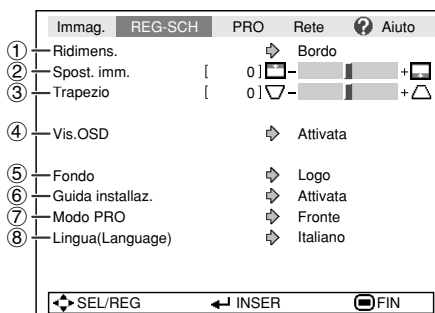 Immag. REG-SCH PRO Rete ? Aiuto
① Ridimens. Bordo
② Spost. imm. [ 0 ] − +
③ Trapezio [ 0 ] − +
④ Vis.OSD Attivata
⑤ Fondo Logo
⑥ Guida installaz. Attivata
⑦ Modo PRO Fronte
⑧ Lingua(Language) Italiano
SEL/REG INSER FIN